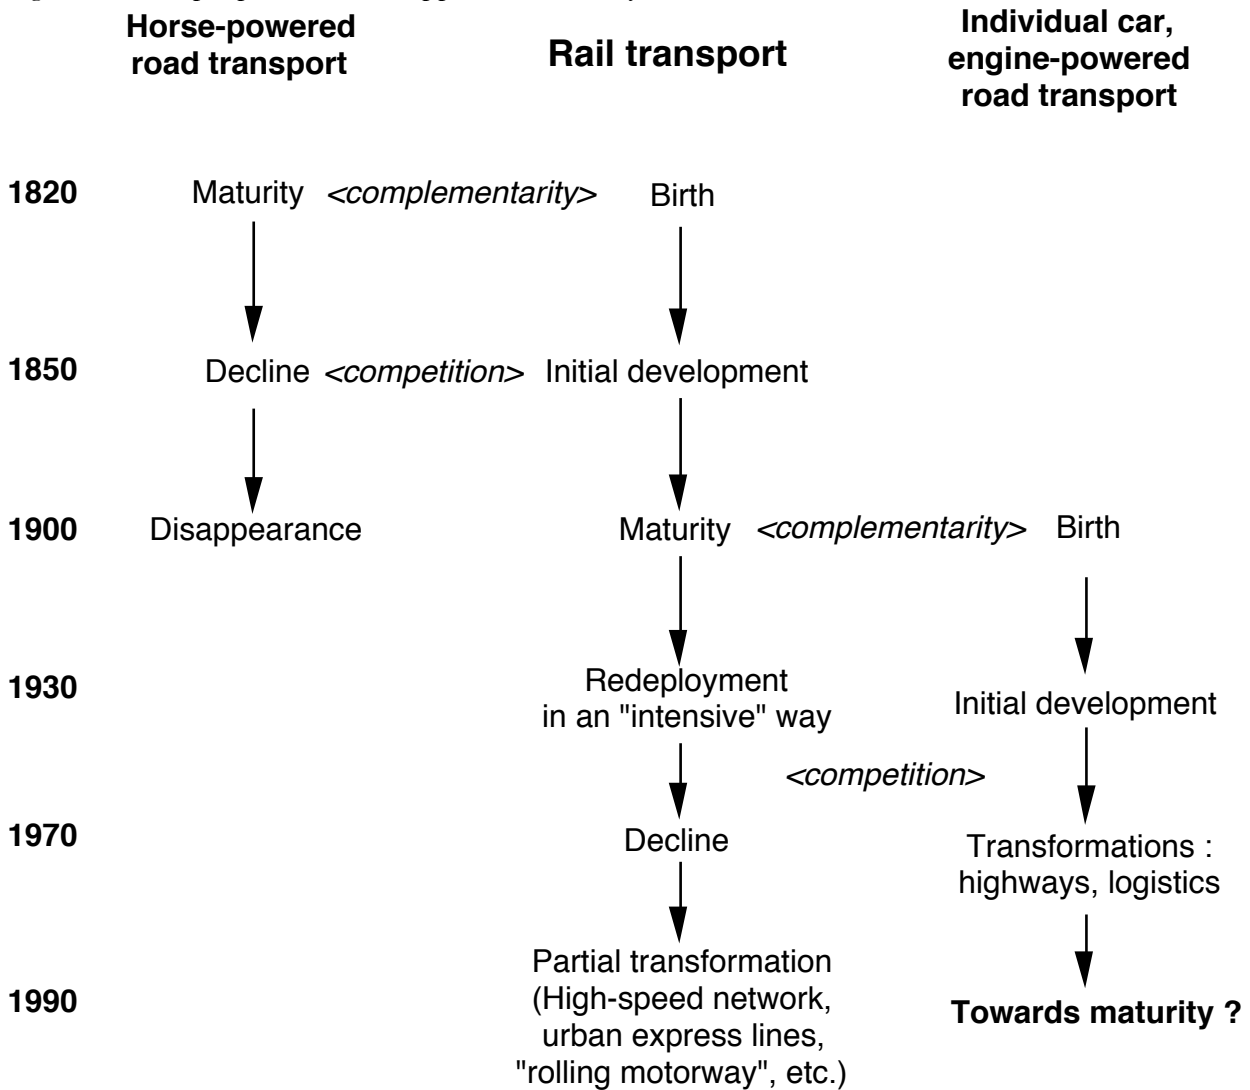 Horse-powered
road transport
Rail transport
Individual car,
engine-powered
road transport
1820 Maturity <complementarity> Birth
1850 Decline <competition> Initial development
1900 Disappearance Maturity <complementarity> Birth
1930 Redeployment
in an "intensive" way
Initial development
<competition>
1970 Decline
Transformations :
highways, logistics
1990 Partial transformation
(High-speed network,
urban express lines,
"rolling motorway", etc.)
Towards maturity ?